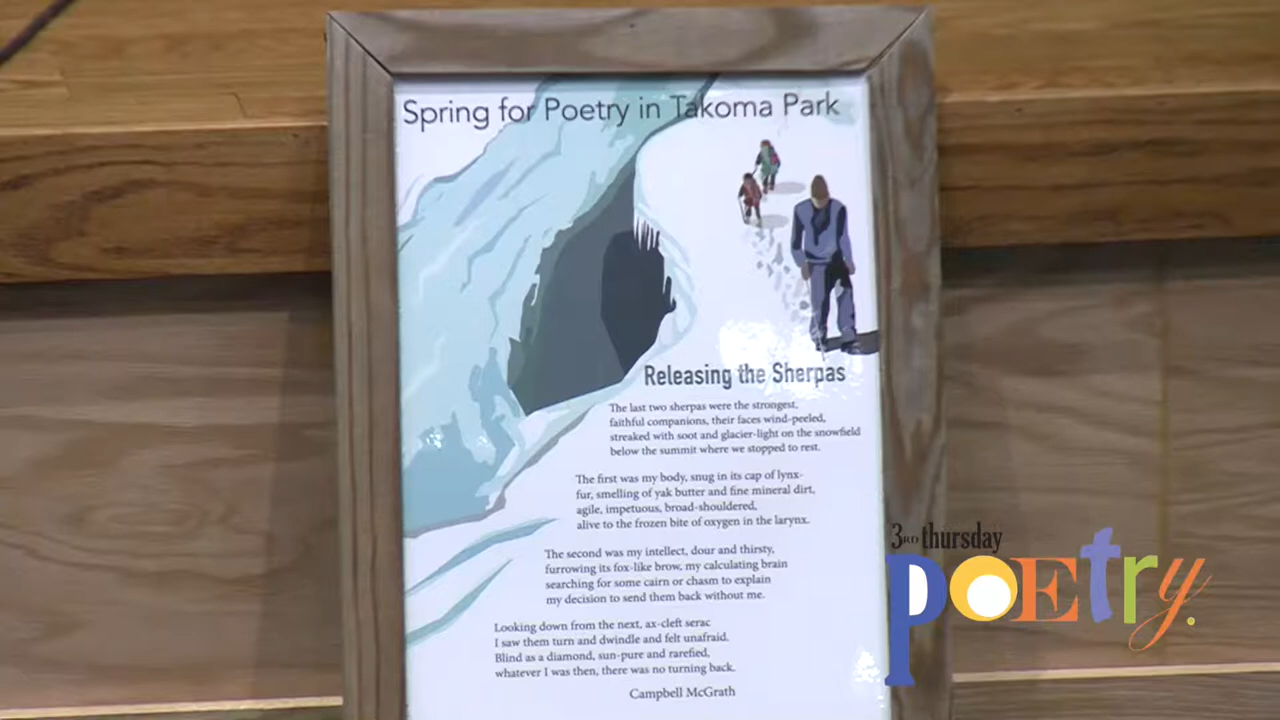 Spring for Poetry in Takoma Park
Releasing the Sherpas
The last two sherpas were the strongest,
faithful companions, their faces wind-peeled,
streaked with soot and glacier-light on the snowfield
below the summit where we stopped to rest.
The first was my body, snug in its cap of lynx-
fur, smelling of yak butter and fine mineral dirt,
agile, impetuous, broad-shouldered,
alive to the frozen bite of oxygen in the larynx.
The second was my intellect, dour and thirsty,
furrowing its fox-like brow, my calculating brain
searching for some cairn or chasm to explain
my decision to send them back without me.
Looking down from the next, ax-cleft serac
I saw them turn and dwindle and felt unafraid.
Blind as a diamond, sun-pure and rarefied,
whatever I was then, there was no turning back.
Campbell McGrath
3RD thursday
POEtry.